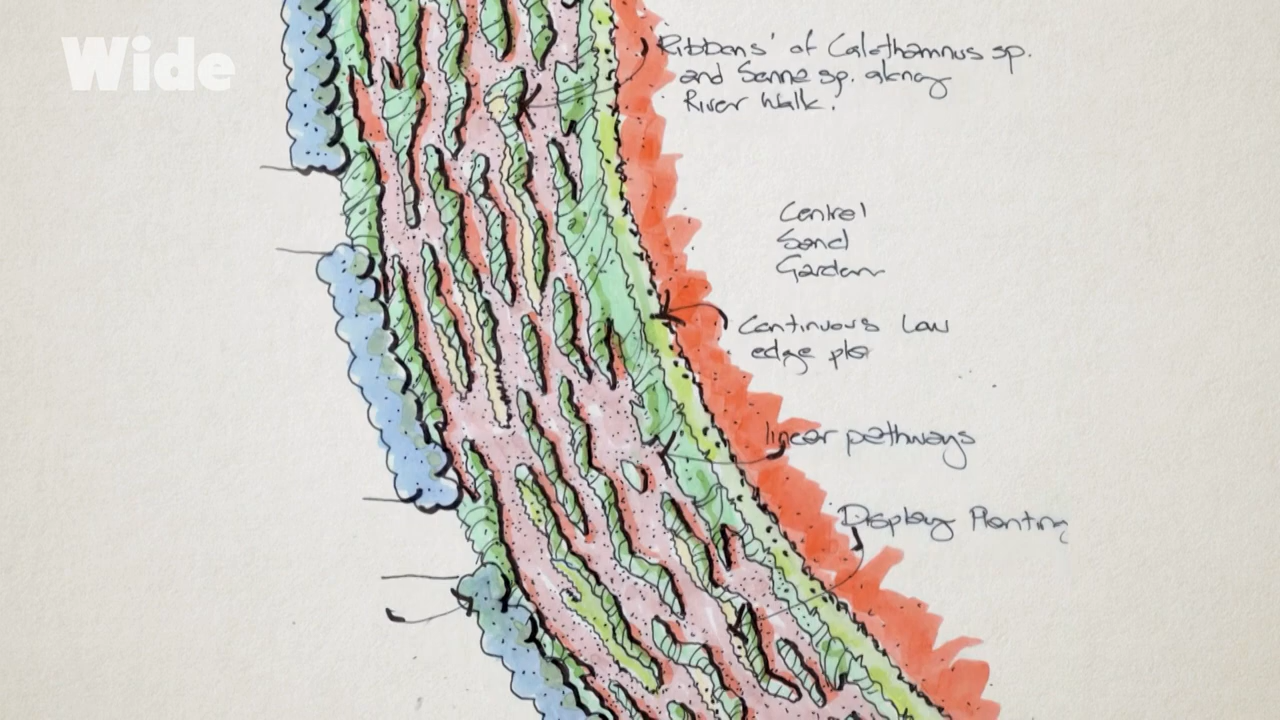 Wide
'Ribbons' of Calothamnus sp.
and Senna sp. along
River Walk.
Central
Sand
Garden
Continuous Low
edge
linear pathways
Display Planting